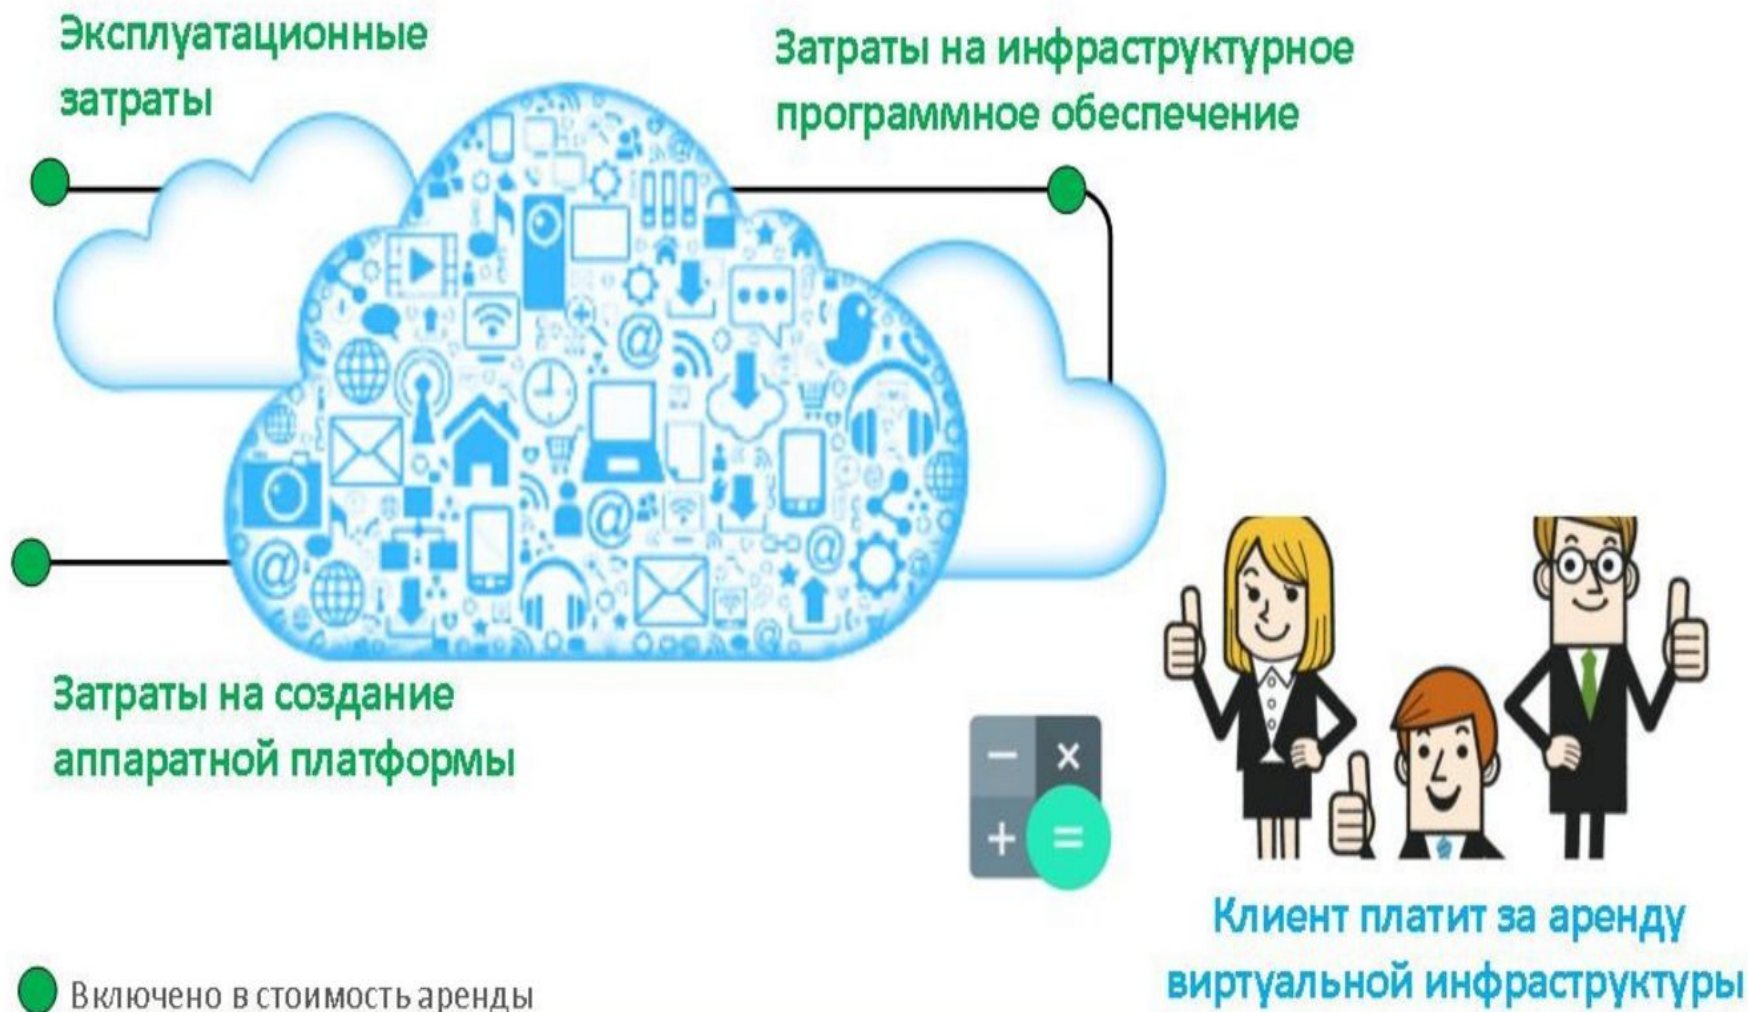 Эксплуатационные
затраты
Затраты на инфраструктурное
программное обеспечение
Затраты на создание
аппаратной платформы
− ×
+ =
Клиент платит за аренду
виртуальной инфраструктуры
Включено в стоимость аренды